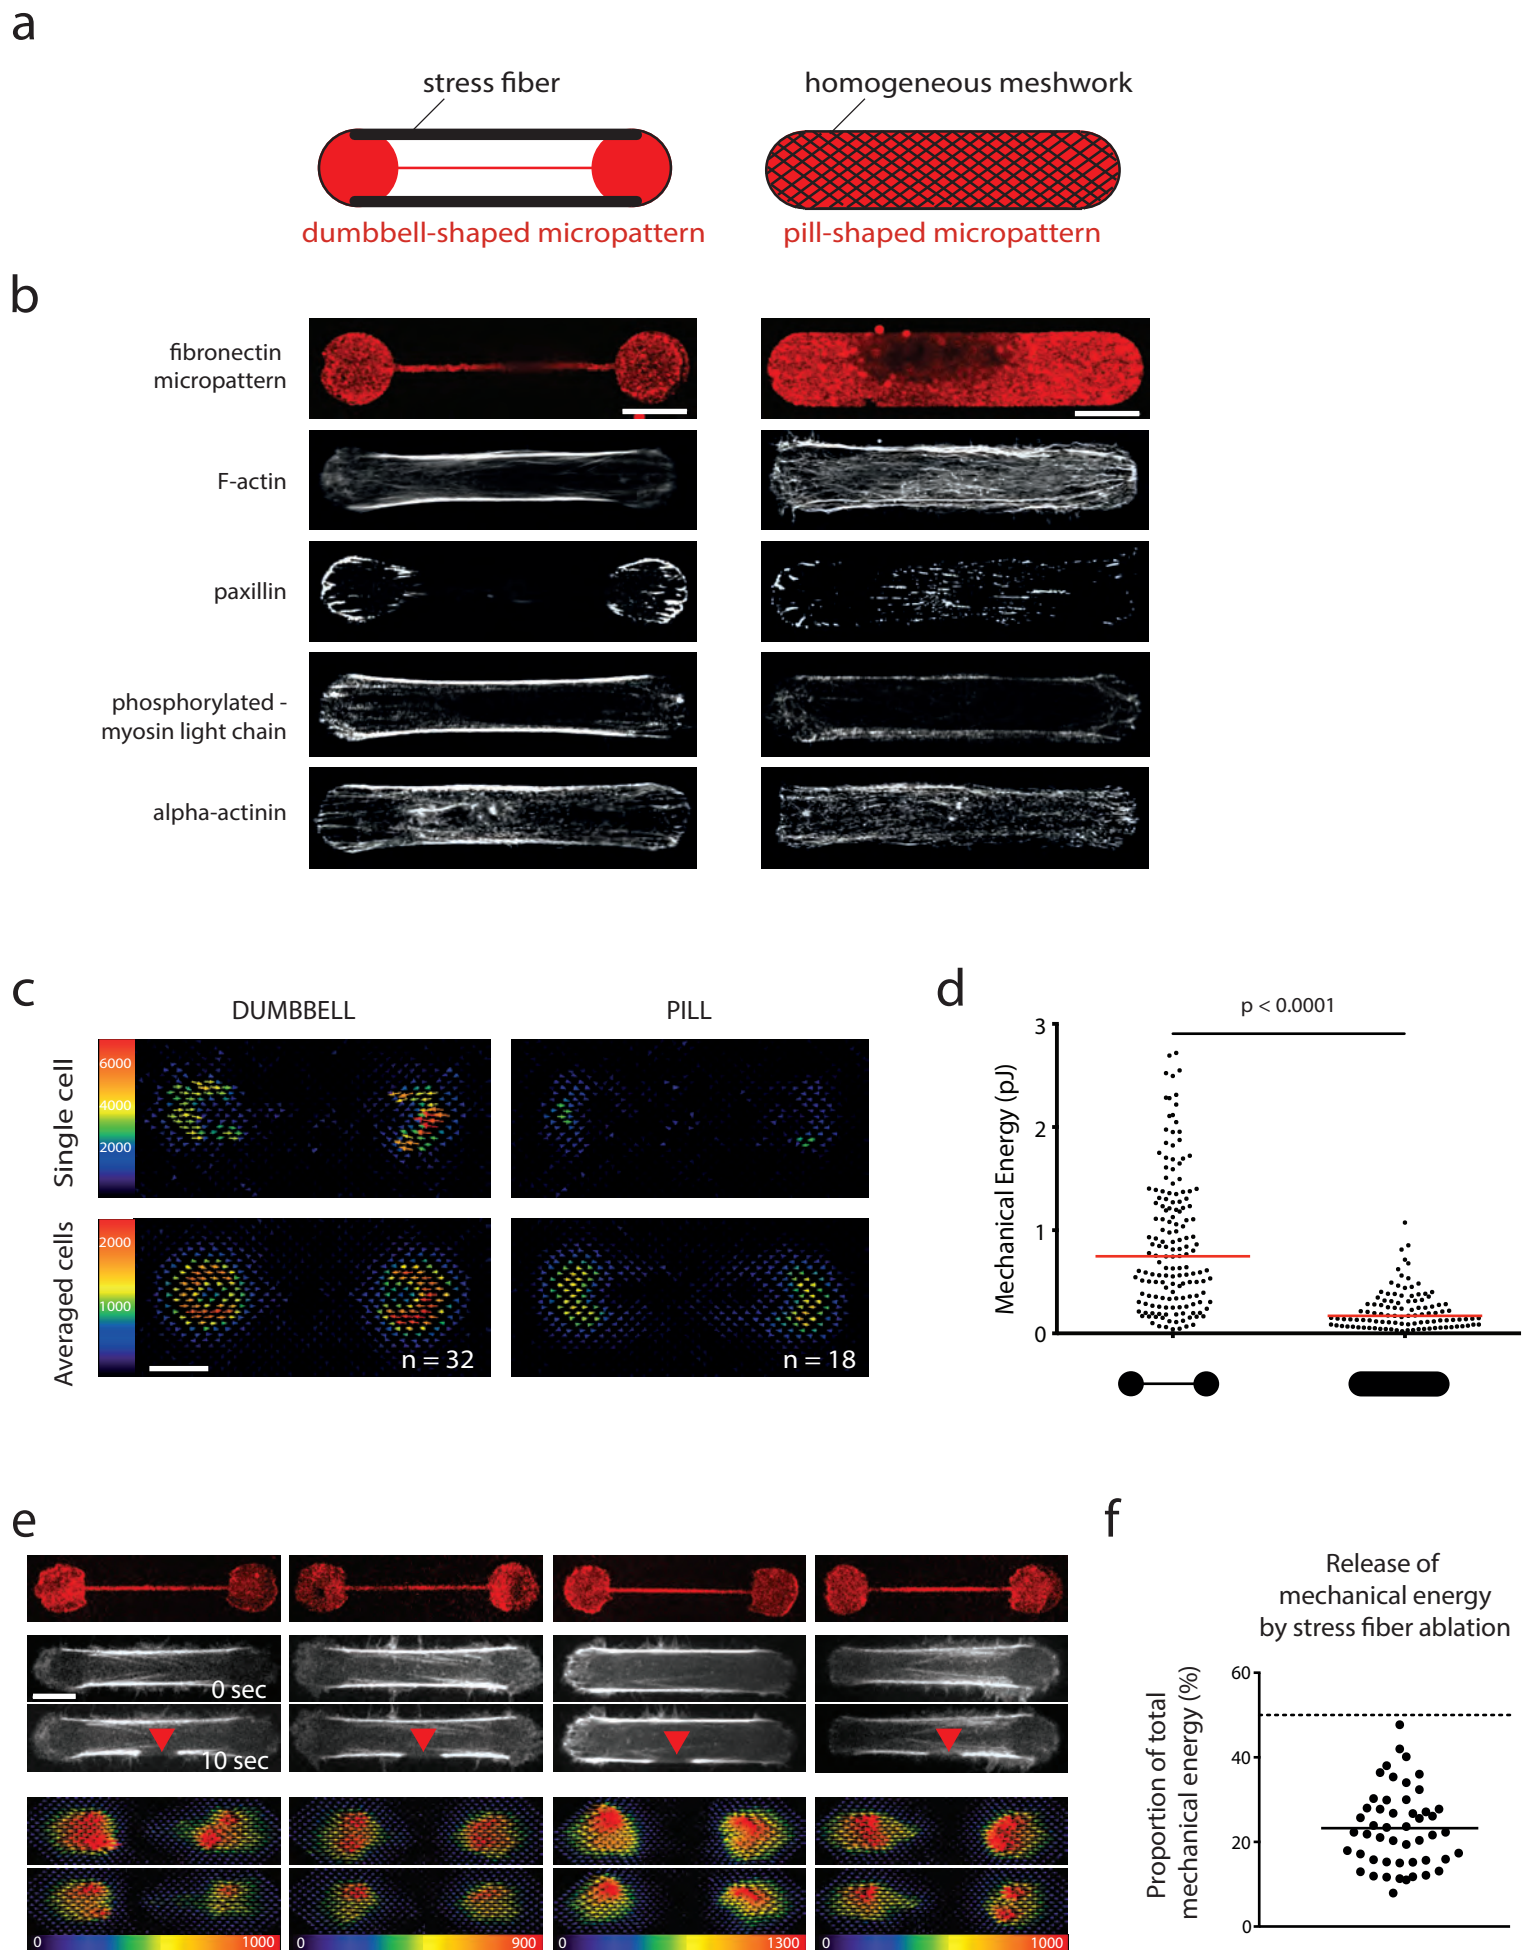 a
stress fiber
homogeneous meshwork
dumbbell-shaped micropattern
pill-shaped micropattern
b
fibronectin
micropattern
F-actin
paxillin
phosphorylated -
myosin light chain
alpha-actinin
c
DUMBBELL
PILL
Single cell
6000
4000
2000
Averaged cells
2000
1000
n = 32
n = 18
d
p < 0.0001
Mechanical Energy (pJ)
3
2
1
0
e
0 sec
10 sec
0 1000
0 900
0 1300
0 1000
f
Release of
mechanical energy
by stress fiber ablation
Proportion of total
mechanical energy (%)
60
40
20
0